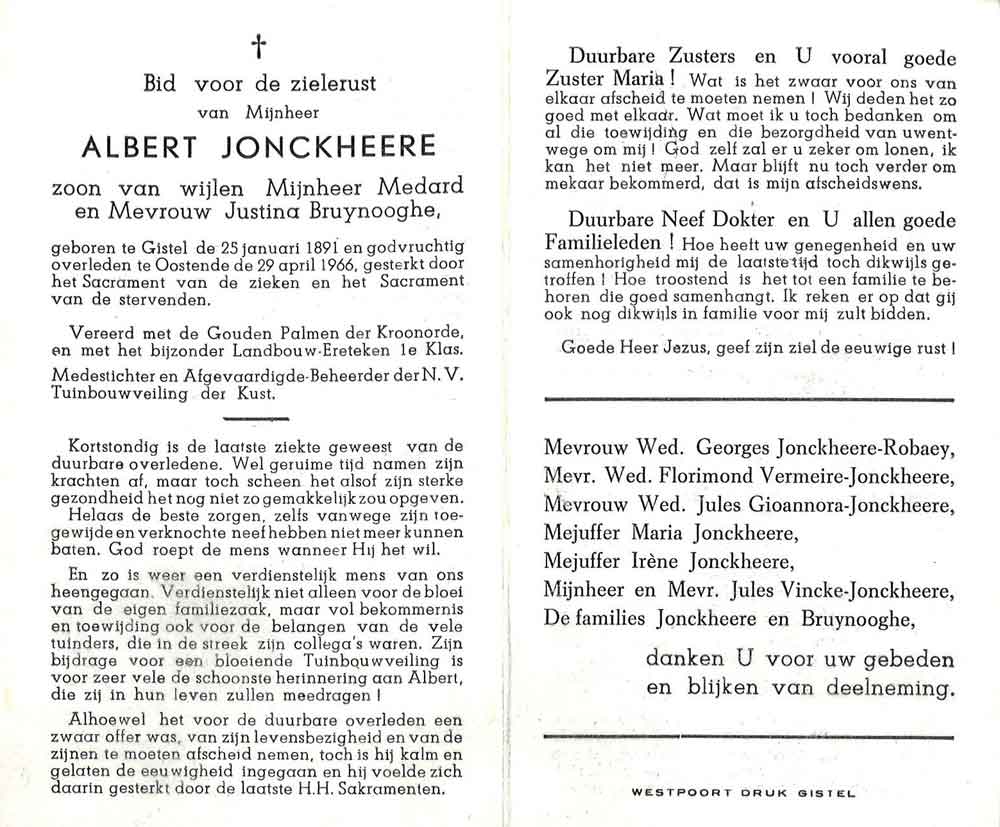 Bid voor de zielerust
van Mijnheer
ALBERT JONCKHEERE
zoon van wijlen Mijnheer Medard
en Mevrouw Justina Bruynooghe,
geboren te Gistel de 25 januari 1891 en godvruchtig
overleden te Oostende de 29 april 1966, gesterkt door
het Sacrament van de zieken en het Sacrament
van de stervenden.
Vereerd met de Gouden Palmen der Kroonorde,
en met het bijzonder Landbouw-Ereteken 1e Klas.
Medestichter en Afgevaardigde-Beheerder der N. V.
Tuinbouwveiling der Kust.
Kortstondig is de laatste ziekte geweest van de
duurbare overledene. Wel geruime tijd namen zijn
krachten af, maar toch scheen het alsof zijn sterke
gezondheid het nog niet zo gemakkelijk zou opgeven.
Helaas de beste zorgen, zelfs vanwege zijn toe-
gewijde en verknochte neef hebben niet meer kunnen
baten. God roept de mens wanneer Hij het wil.
En zo is weer een verdienstelijk mens van ons
heengegaan. Verdienstelijk niet alleen voor de bloei
van de eigen familiezaak, maar vol bekommernis
en toewijding ook voor de belangen van de vele
tuinders, die in de streek zijn collega's waren. Zijn
bijdrage voor een bloeiende Tuinbouwveiling is
voor zeer vele de schoonste herinnering aan Albert,
die zij in hun leven zullen meedragen !
Alhoewel het voor de duurbare overleden een
zwaar offer was, van zijn levensbezigheid en van de
zijnen te moeten afscheid nemen, toch is hij kalm en
gelaten de eeuwigheid ingegaan en hij voelde zich
daarin gesterkt door de laatste H.H. Sakramenten.
Duurbare Zusters en U vooral goede
Zuster Maria ! Wat is het zwaar voor ons van
elkaar afscheid te moeten nemen ! Wij deden het zo
goed met elkaar. Wat moet ik u toch bedanken om
al die toewijding en die bezorgdheid van uwent-
wege om mij ! God zelf zal er u zeker om lonen, ik
kan het niet meer. Maar blijft nu toch verder om
mekaar bekommerd, dat is mijn afscheidswens.
Duurbare Neef Dokter en U allen goede
Familieleden ! Hoe heeft uw genegenheid en uw
samenhorigheid mij de laatste tijd toch dikwijls ge-
troffen ! Hoe troostend is het tot een familie te be-
horen die goed samenhangt. Ik reken er op dat gij
ook nog dikwijls in familie voor mij zult bidden.
Goede Heer Jezus, geef zijn ziel de eeuwige rust !
Mevrouw Wed. Georges Jonckheere-Robaey,
Mevr. Wed. Florimond Vermeire-Jonckheere,
Mevrouw Wed. Jules Gioannora-Jonckheere,
Mejuffer Maria Jonckheere,
Mejuffer Irène Jonckheere,
Mijnheer en Mevr. Jules Vincke-Jonckheere,
De families Jonckheere en Bruynooghe,
danken U voor uw gebeden
en blijken van deelneming.
WESTPOORT DRUK GISTEL